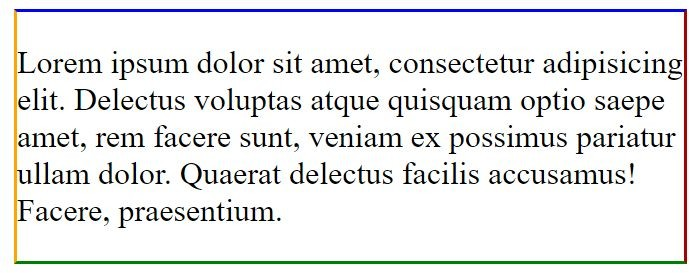 Lorem ipsum dolor sit amet, consectetur adipisicing
elit. Delectus voluptas atque quisquam optio saepe
amet, rem facere sunt, veniam ex possimus pariatur
ullam dolor. Quaerat delectus facilis accusamus!
Facere, praesentium.